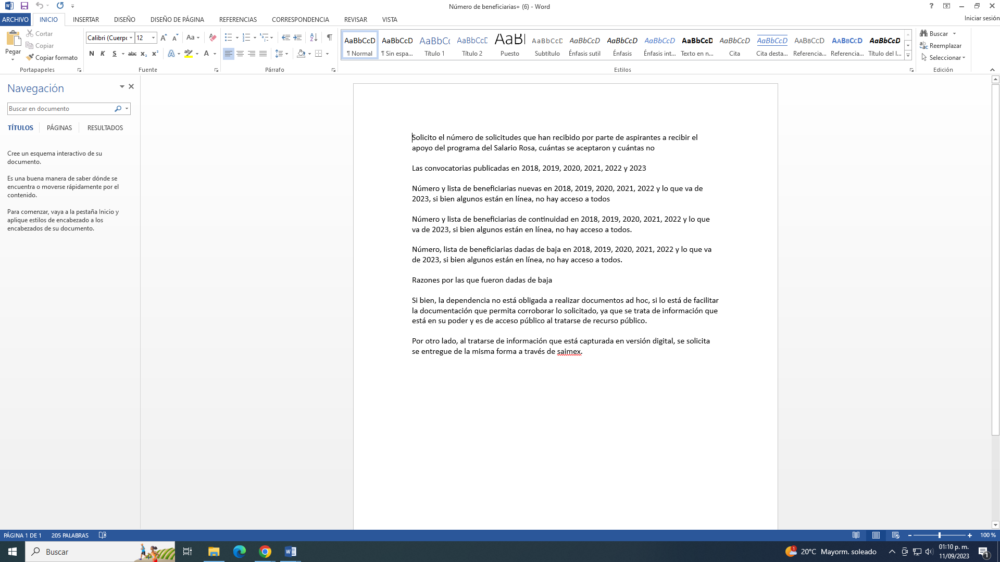 Número de beneficiarias+ (6) - Word
ARCHIVO INICIO INSERTAR DISEÑO DISEÑO DE PÁGINA REFERENCIAS CORRESPONDENCIA REVISAR VISTA Iniciar sesión
Pegar
Cortar
Copiar
Copiar formato
Portapapeles
Calibri (Cuerpo 12
N K S abc x₂ x²
Fuente
Párrafo
AaBbCcD AaBbCcD AaBbCc AaBbCcD AaB AaBbCcD AaBbCcD AaBbCcD AaBbCcD AaBbCcD AaBbCcD AaBbCcD AaBbCcD AaBbCcD AaBbCcD
¶ Normal ¶ Sin espa... Título 1 Título 2 Puesto Subtítulo Énfasis sutil Énfasis Énfasis int... Texto en n... Cita Cita desta... Referencia... Referencia... Título del l...
Estilos
Buscar
Reemplazar
Seleccionar
Edición
Navegación
Buscar en documento
TÍTULOS PÁGINAS RESULTADOS
Cree un esquema interactivo de su
documento.
Es una buena manera de saber dónde se
encuentra o moverse rápidamente por el
contenido.
Para comenzar, vaya a la pestaña Inicio y
aplique estilos de encabezado a los
encabezados de su documento.
Solicito el número de solicitudes que han recibido por parte de aspirantes a recibir el
apoyo del programa del Salario Rosa, cuántas se aceptaron y cuántas no
Las convocatorias publicadas en 2018, 2019, 2020, 2021, 2022 y 2023
Número y lista de beneficiarias nuevas en 2018, 2019, 2020, 2021, 2022 y lo que va de
2023, si bien algunos están en línea, no hay acceso a todos
Número y lista de beneficiarias de continuidad en 2018, 2019, 2020, 2021, 2022 y lo que
va de 2023, si bien algunos están en línea, no hay acceso a todos.
Número, lista de beneficiarias dadas de baja en 2018, 2019, 2020, 2021, 2022 y lo que va
de 2023, si bien algunos están en línea, no hay acceso a todos.
Razones por las que fueron dadas de baja
Si bien, la dependencia no está obligada a realizar documentos ad hoc, si lo está de facilitar
la documentación que permita corroborar lo solicitado, ya que se trata de información que
está en su poder y es de acceso público al tratarse de recurso público.
Por otro lado, al tratarse de información que está capturada en versión digital, se solicita
se entregue de la misma forma a través de saimex.
PÁGINA 1 DE 1 205 PALABRAS 100 %
Buscar
20°C Mayorm. soleado
01:10 p. m.
11/09/2023